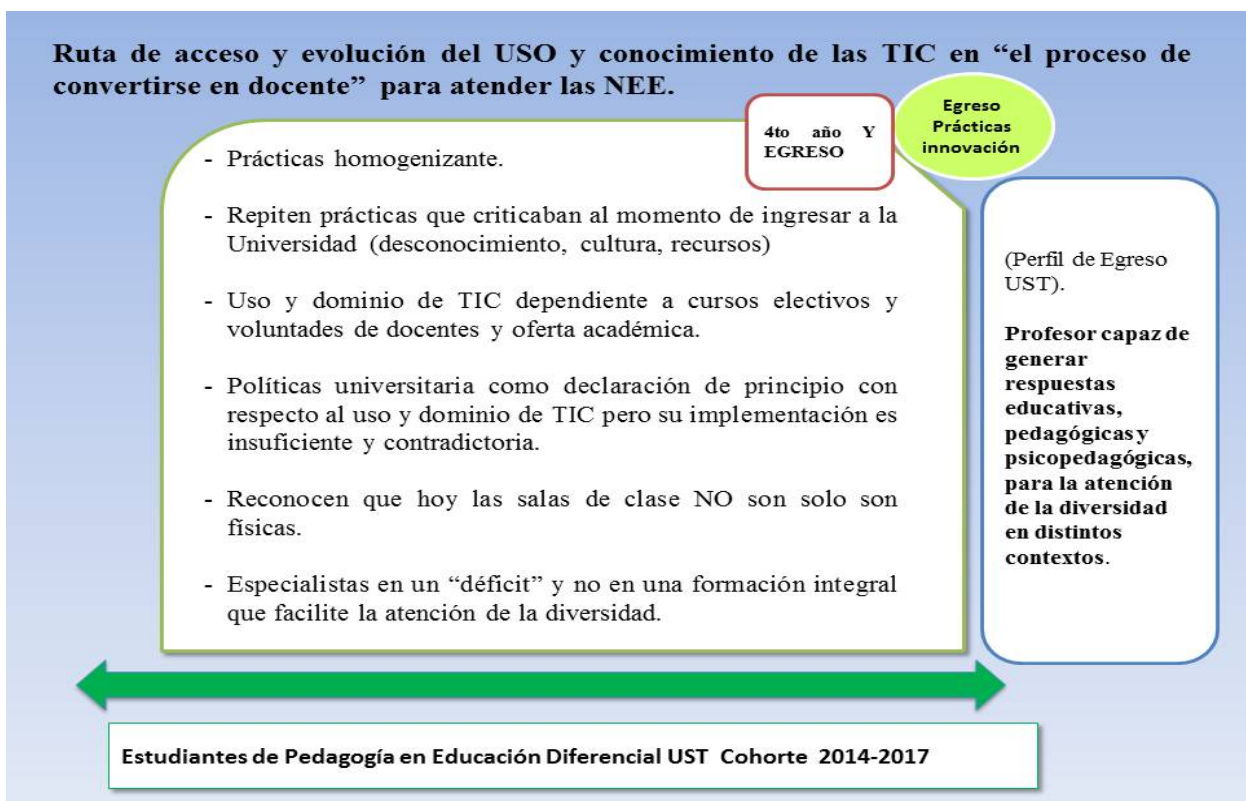 Ruta de acceso y evolución del USO y conocimiento de las TIC en “el proceso de
convertirse en docente” para atender las NEE.
4to año Y
EGRESO
Egreso
Prácticas
innovación
- Prácticas homogenizante.
- Repiten prácticas que criticaban al momento de ingresar a la
Universidad (desconocimiento, cultura, recursos)
- Uso y dominio de TIC dependiente a cursos electivos y
voluntades de docentes y oferta académica.
- Políticas universitaria como declaración de principio con
respecto al uso y dominio de TIC pero su implementación es
insuficiente y contradictoria.
- Reconocen que hoy las salas de clase NO son solo son
físicas.
- Especialistas en un “déficit” y no en una formación integral
que facilite la atención de la diversidad.
(Perfil de Egreso
UST).
Profesor capaz de
generar
respuestas
educativas,
pedagógicas y
psicopedagógicas,
para la atención
de la diversidad
en distintos
contextos.
Estudiantes de Pedagogía en Educación Diferencial UST Cohorte 2014-2017